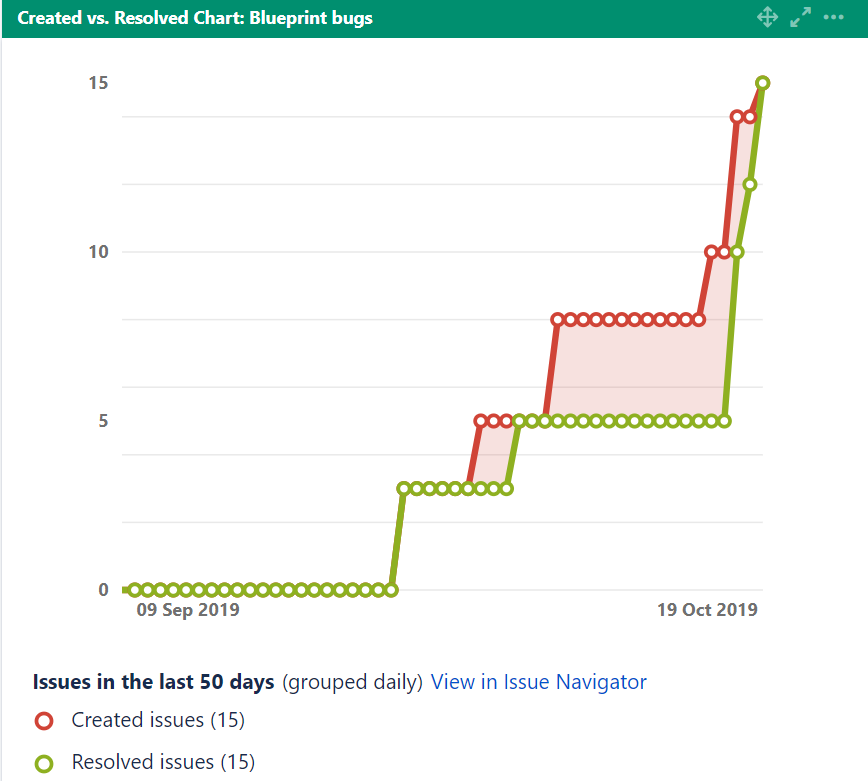 Created vs. Resolved Chart: Blueprint bugs
15
10
5
0
09 Sep 2019 19 Oct 2019
Issues in the last 50 days (grouped daily) View in Issue Navigator
Created issues (15)
Resolved issues (15)